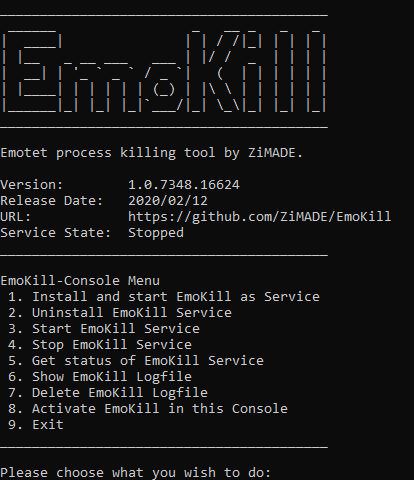 EmoKill
Emotet process killing tool by ZiMADE.
Version: 1.0.7348.16624
Release Date: 2020/02/12
URL: https://github.com/ZiMADE/EmoKill
Service State: Stopped
EmoKill-Console Menu
1. Install and start EmoKill as Service
2. Uninstall EmoKill Service
3. Start EmoKill Service
4. Stop EmoKill Service
5. Get status of EmoKill Service
6. Show EmoKill Logfile
7. Delete EmoKill Logfile
8. Activate EmoKill in this Console
9. Exit
Please choose what you wish to do: